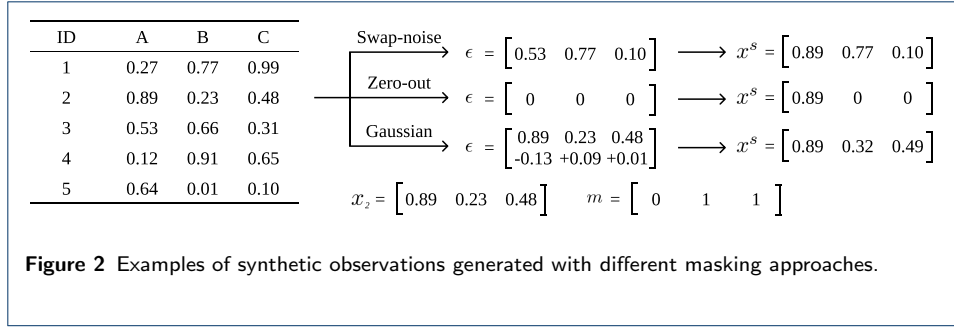 ID A B C
1 0.27 0.77 0.99
2 0.89 0.23 0.48
3 0.53 0.66 0.31
4 0.12 0.91 0.65
5 0.64 0.01 0.10
Swap-noise ϵ = [0.53 0.77 0.10] → xˢ = [0.89 0.77 0.10]
Zero-out ϵ = [0 0 0] → xˢ = [0.89 0 0]
Gaussian ϵ = [0.89 0.23 0.48
-0.13 +0.09 +0.01] → xˢ = [0.89 0.32 0.49]
x₂ = [0.89 0.23 0.48] m = [0 1 1]
Figure 2 Examples of synthetic observations generated with different masking approaches.